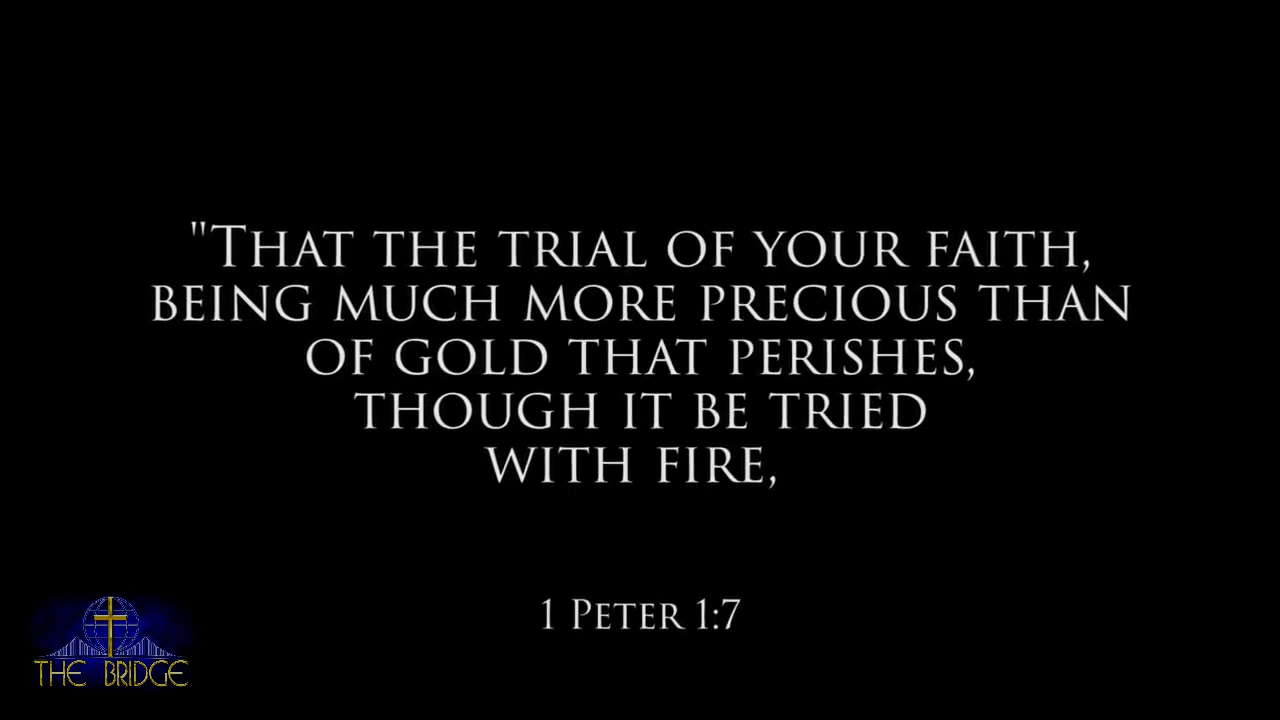 "That the trial of your faith,
being much more precious than
of gold that perishes,
though it be tried
with fire,
1 Peter 1:7
THE BRIDGE